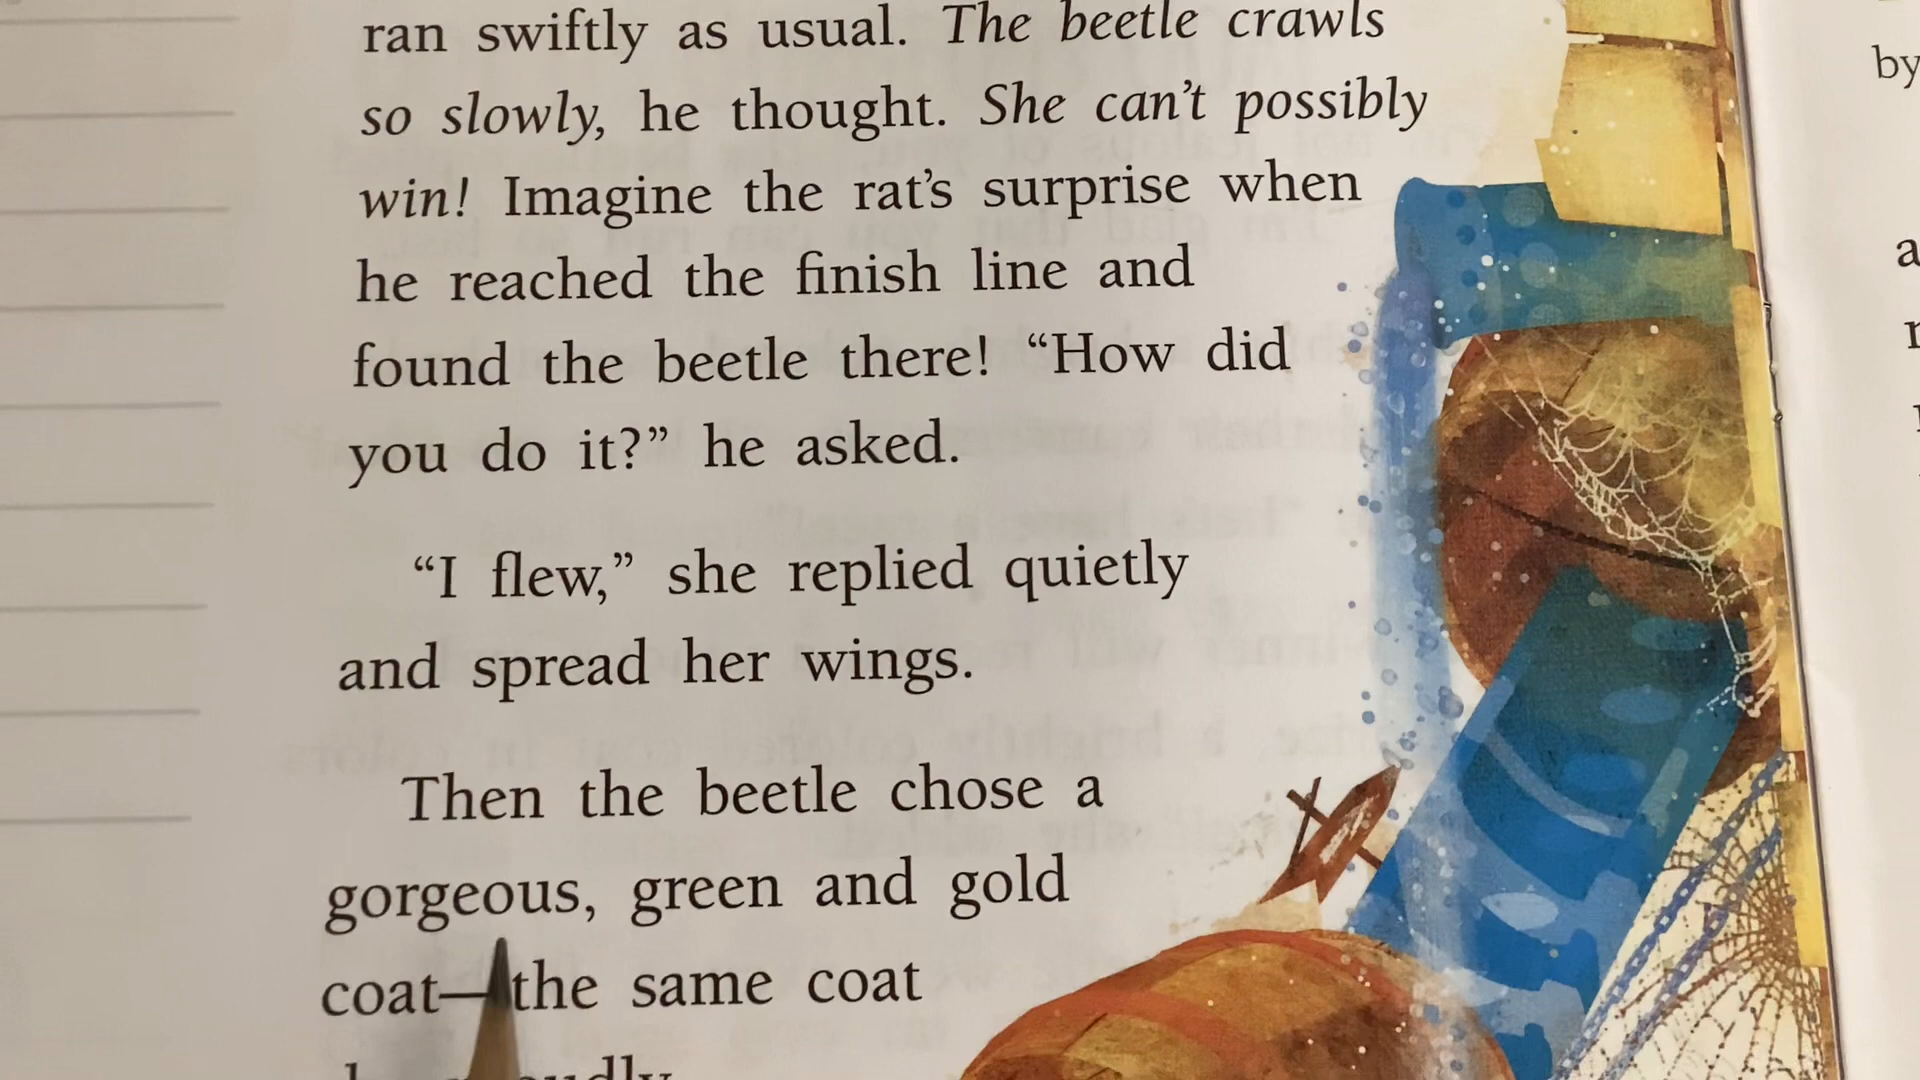 ran swiftly as usual. The beetle crawls
so slowly, he thought. She can't possibly
win! Imagine the rat's surprise when
he reached the finish line and
found the beetle there! “How did
you do it?” he asked.
“I flew,” she replied quietly
and spread her wings.
Then the beetle chose a
gorgeous, green and gold
coat—the same coat
by